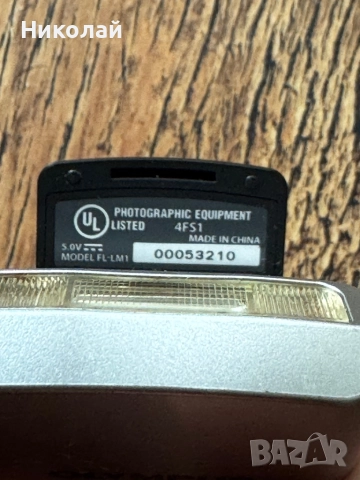 Николай
UL
PHOTOGRAPHIC EQUIPMENT
LISTED 4FS1
MADE IN CHINA
5.0V
MODEL FL-LM1 00053210
BAZAR